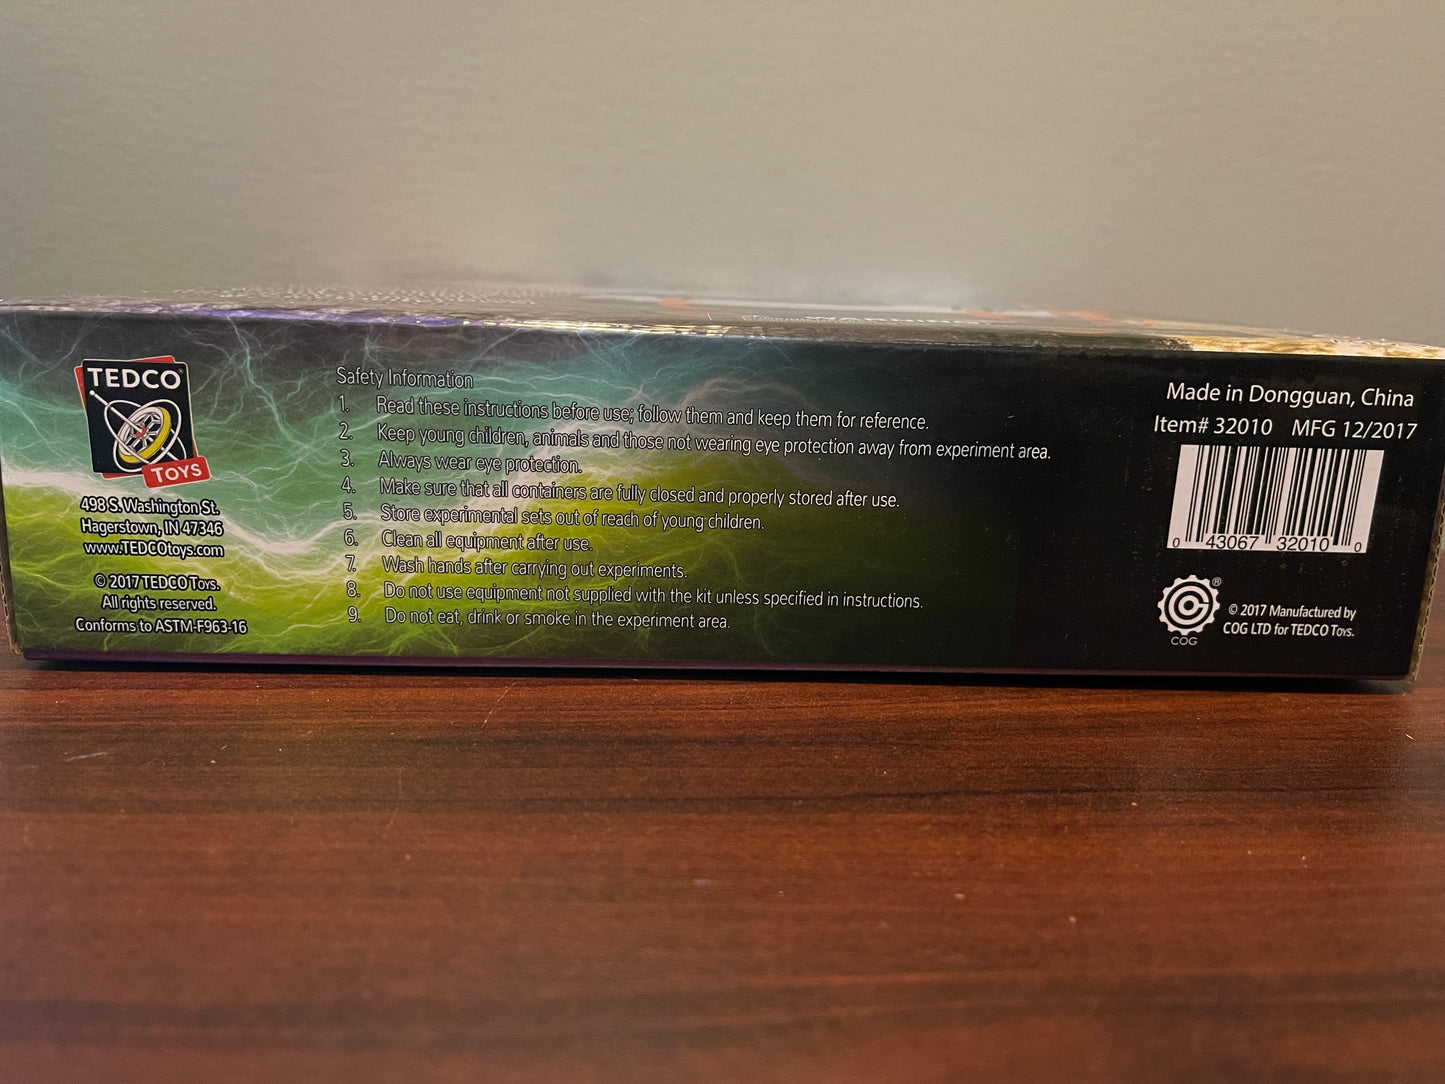 TEDCO
TOYS
498 S. Washington St.
Hagerstown, IN 47346
www.TEDCOtoys.com
© 2017 TEDCO Toys.
All rights reserved.
Conforms to ASTM-F963-16
Safety Information
1. Read these instructions before use; follow them and keep them for reference.
2. Keep young children, animals and those not wearing eye protection away from experiment area.
3. Always wear eye protection.
4. Make sure that all containers are fully closed and properly stored after use.
5. Store experimental sets out of reach of young children.
6. Clean all equipment after use.
7. Wash hands after carrying out experiments.
8. Do not use equipment not supplied with the kit unless specified in instructions.
9. Do not eat, drink or smoke in the experiment area.
Made in Dongguan, China
Item# 32010 MFG 12/2017
0 43067 32010 0
®
COG
© 2017 Manufactured by
COG LTD for TEDCO Toys.